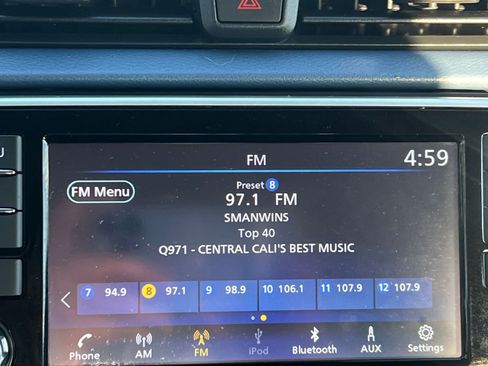 FM
4:59
Preset 8
FM Menu
97.1 FM
SMANWINS
Top 40
Q971 - CENTRAL CALI'S BEST MUSIC
7 94.9 8 97.1 9 98.9 10 106.1 11 107.9 12 107.9
Phone AM FM iPod Bluetooth AUX Settings